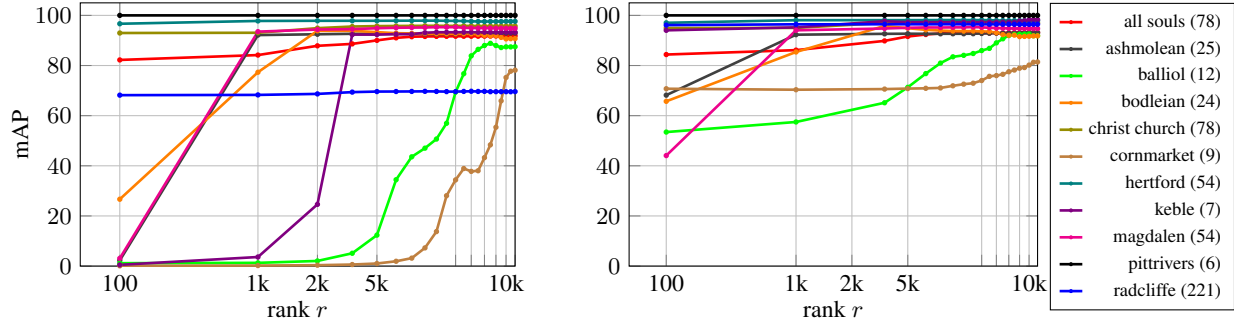 mAP
100
80
60
40
20
0
100 1k 2k 5k 10k
rank r
100
80
60
40
20
0
100 1k 2k 5k 10k
rank r
all souls (78)
ashmolean (25)
balliol (12)
bodleian (24)
christ church (78)
cornmarket (9)
hertford (54)
keble (7)
magdalen (54)
pittrivers (6)
radcliffe (221)